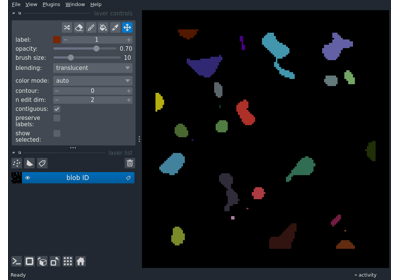 File View Plugins Window Help
layer controls
label: 1
opacity: 0.70
brush size: 10
blending: translucent
color mode: auto
contour: 0
n edit dim: 2
contiguous:
preserve
labels:
show
selected:
layer list
blob ID
Ready
activity